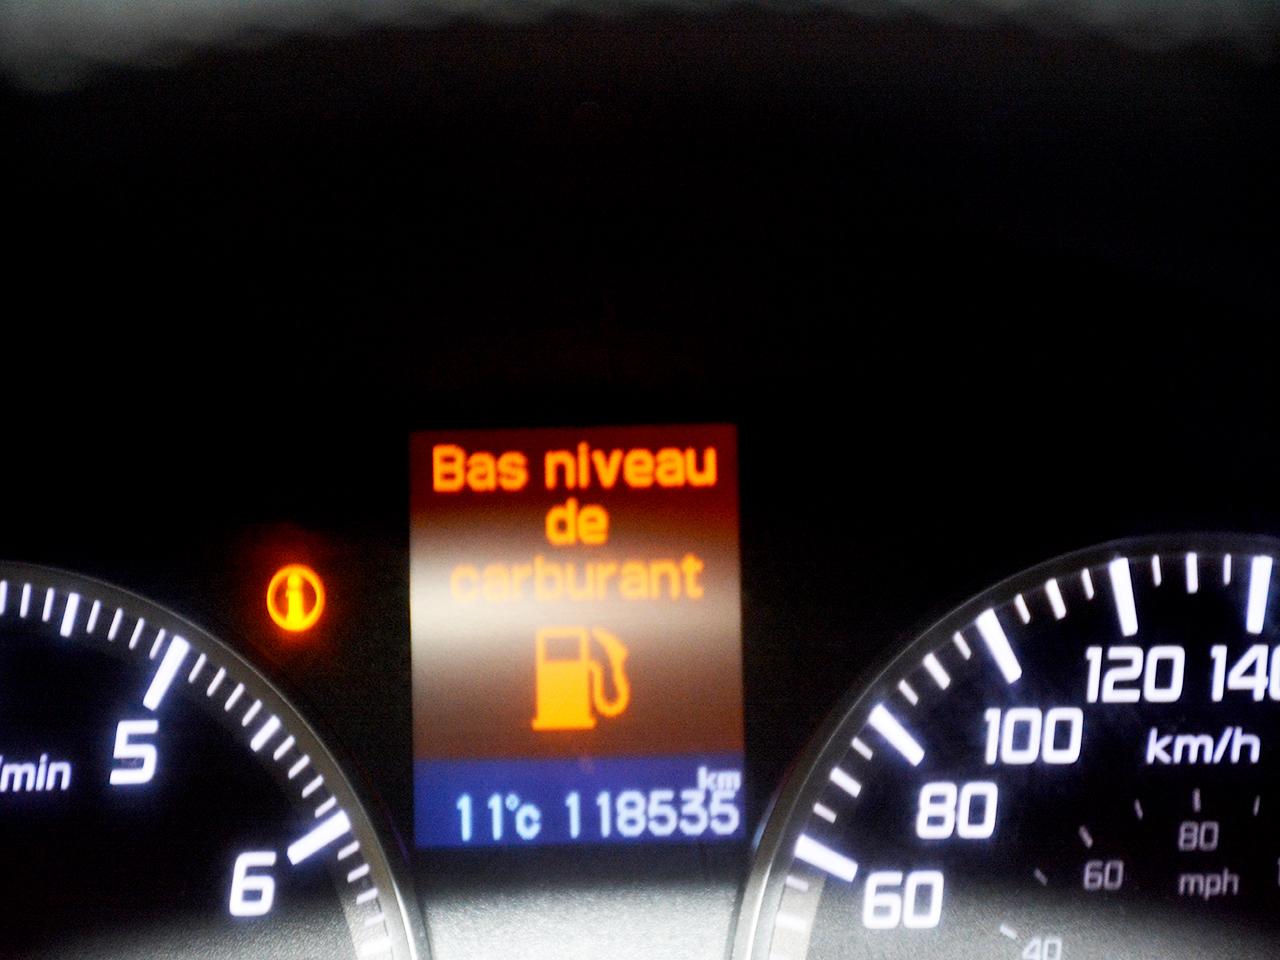 Bas niveau
de
carburant
km
11°c 118535
/min
5
6
60
80
100
120
140
km/h
40
60
80
mph